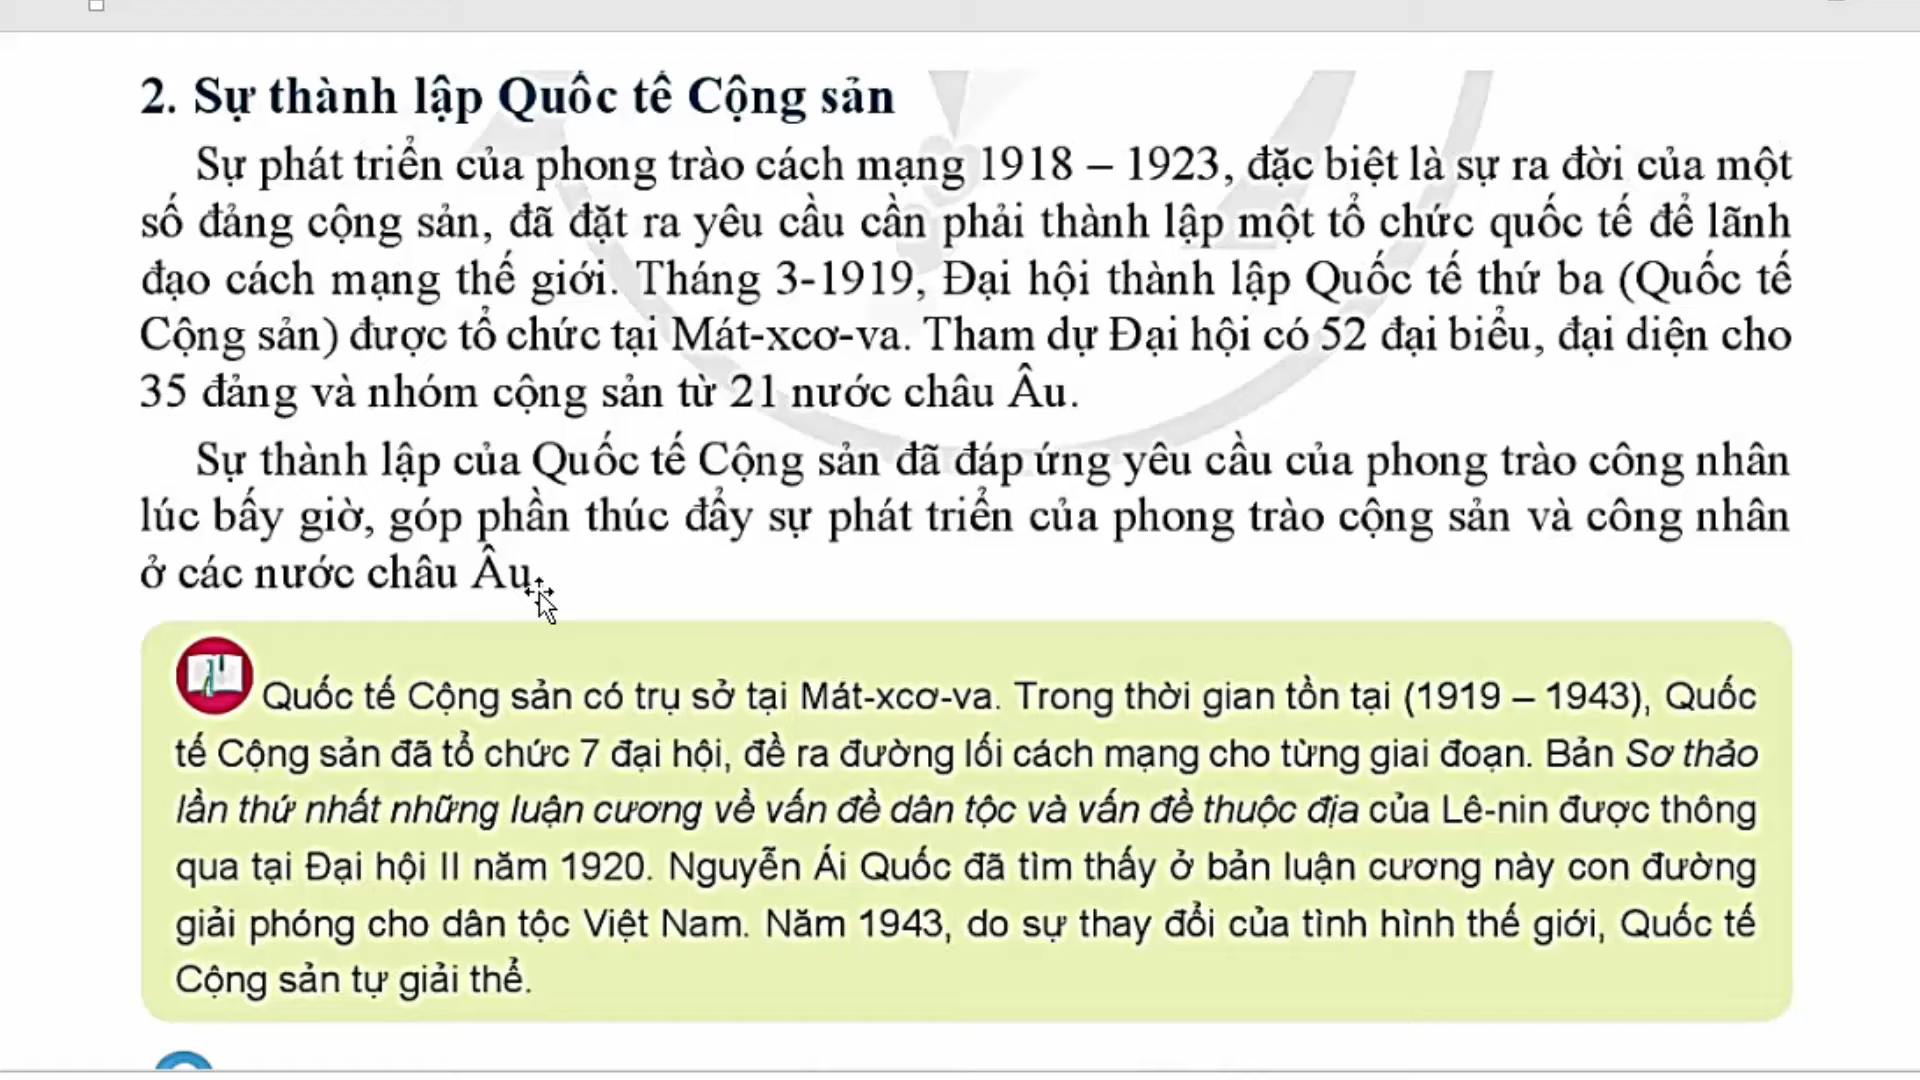 2. Sự thành lập Quốc tế Cộng sản
Sự phát triển của phong trào cách mạng 1918 – 1923, đặc biệt là sự ra đời của một
số đảng cộng sản, đã đặt ra yêu cầu cần phải thành lập một tổ chức quốc tế để lãnh
đạo cách mạng thế giới. Tháng 3-1919, Đại hội thành lập Quốc tế thứ ba (Quốc tế
Cộng sản) được tổ chức tại Mát-xcơ-va. Tham dự Đại hội có 52 đại biểu, đại diện cho
35 đảng và nhóm cộng sản từ 21 nước châu Âu.
Sự thành lập của Quốc tế Cộng sản đã đáp ứng yêu cầu của phong trào công nhân
lúc bấy giờ, góp phần thúc đẩy sự phát triển của phong trào cộng sản và công nhân
ở các nước châu Âu.
Quốc tế Cộng sản có trụ sở tại Mát-xcơ-va. Trong thời gian tồn tại (1919 – 1943), Quốc
tế Cộng sản đã tổ chức 7 đại hội, đề ra đường lối cách mạng cho từng giai đoạn. Bản Sơ thảo
lần thứ nhất những luận cương về vấn đề dân tộc và vấn đề thuộc địa của Lê-nin được thông
qua tại Đại hội II năm 1920. Nguyễn Ái Quốc đã tìm thấy ở bản luận cương này con đường
giải phóng cho dân tộc Việt Nam. Năm 1943, do sự thay đổi của tình hình thế giới, Quốc tế
Cộng sản tự giải thể.